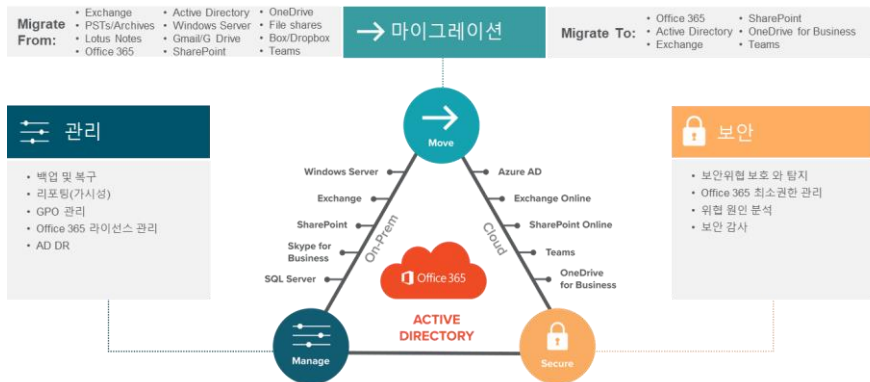 Migrate From:
• Exchange
• PSTs/Archives
• Lotus Notes
• Office 365
• Active Directory
• Windows Server
• Gmail/G Drive
• SharePoint
• OneDrive
• File shares
• Box/Dropbox
• Teams
마이그레이션
Migrate To:
• Office 365
• Active Directory
• Exchange
• SharePoint
• OneDrive for Business
• Teams
관리
• 백업 및 복구
• 리포팅(가시성)
• GPO 관리
• Office 365 라이선스 관리
• AD DR
Move
Windows Server
Exchange
SharePoint
Skype for
Business
SQL Server
On-Prem
Azure AD
Exchange Online
SharePoint Online
Teams
OneDrive
for Business
Cloud
Office 365
ACTIVE
DIRECTORY
Manage
Secure
보안
• 보안위협 보호 와 탐지
• Office 365 최소권한 관리
• 위협 원인 분석
• 보안 감사